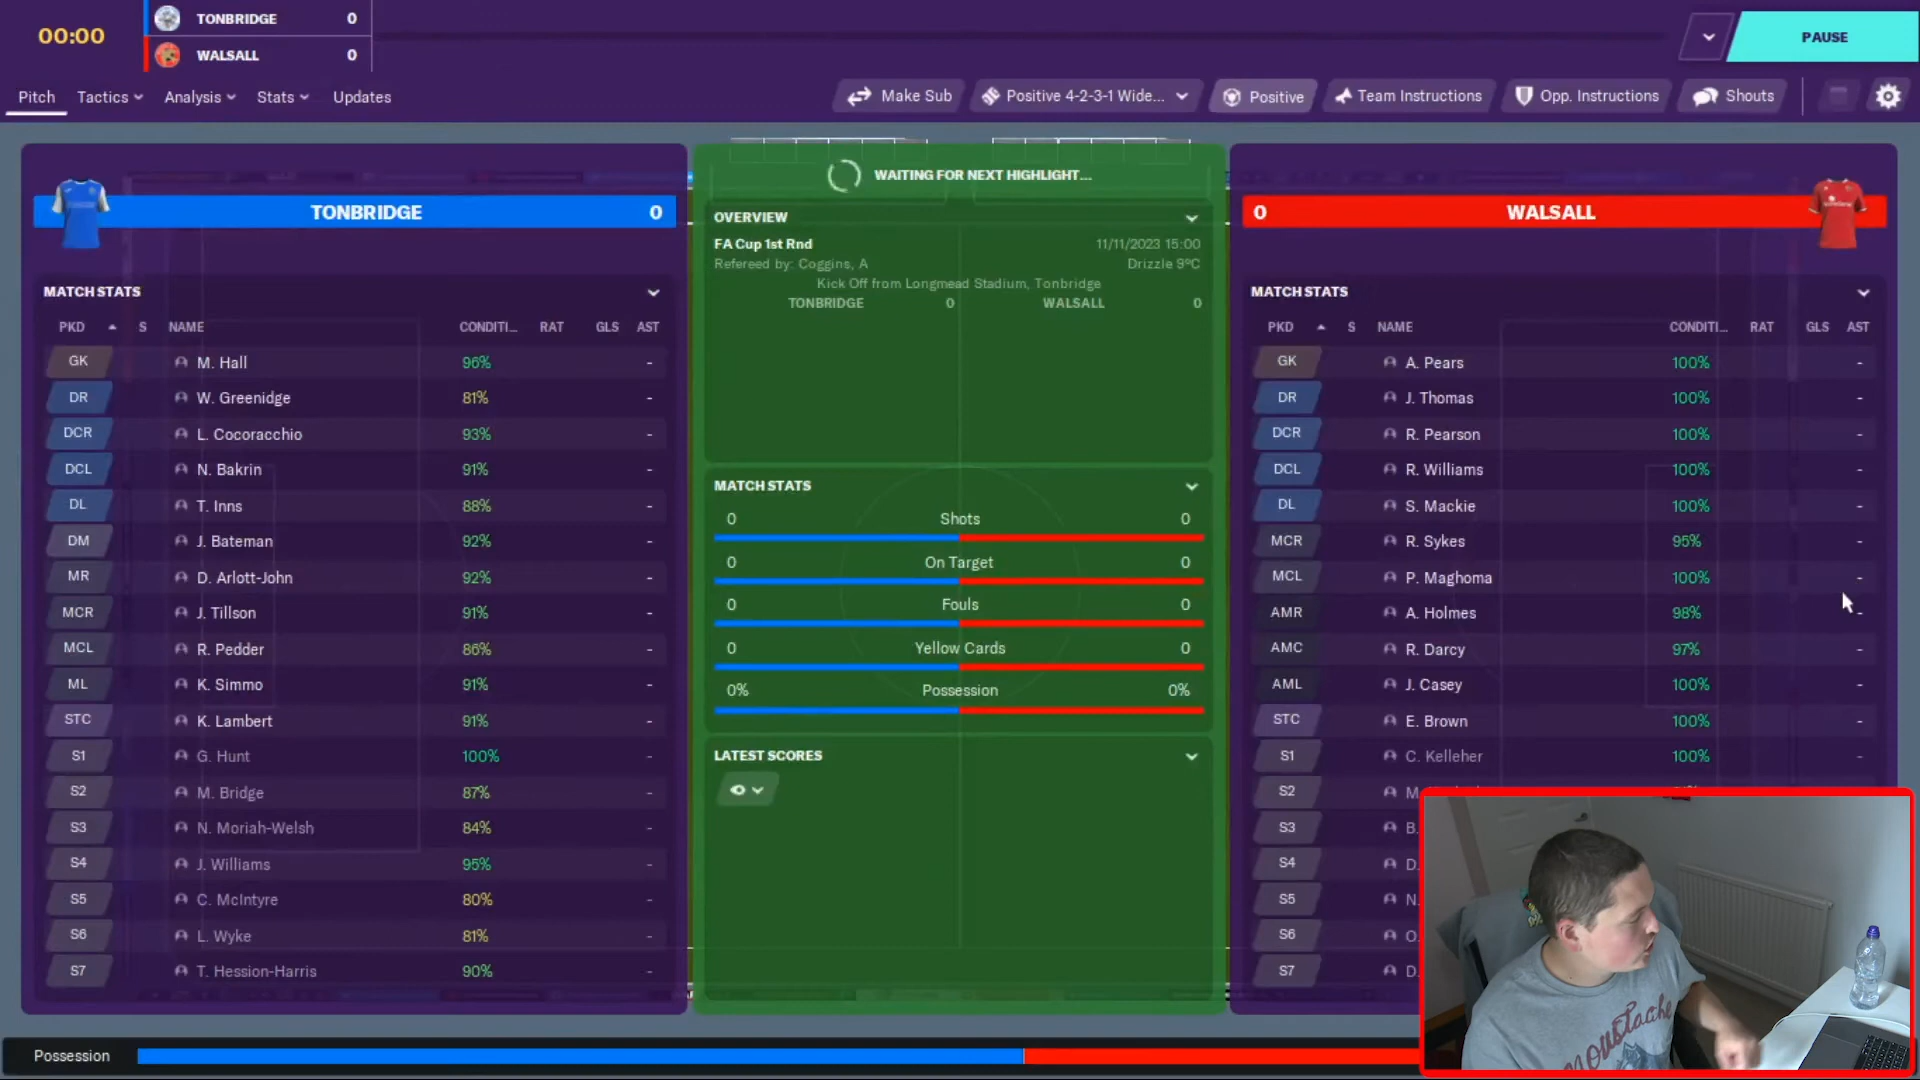 00:00
TONBRIDGE 0
WALSALL 0
PAUSE
Pitch Tactics Analysis Stats Updates
Make Sub Positive 4-2-3-1 Wide... Positive Team Instructions Opp. Instructions Shouts
WAITING FOR NEXT HIGHLIGHT...
TONBRIDGE 0
0 WALSALL
OVERVIEW
FA Cup 1st Rnd 11/11/2023 15:00
Refereed by: Coggins, A Drizzle 9°C
Kick Off from Longmead Stadium, Tonbridge
TONBRIDGE 0 WALSALL 0
MATCH STATS
PKD S NAME CONDITI... RAT GLS AST
GK M. Hall 96% -
DR W. Greenidge 81% -
DCR L. Cocoracchio 93% -
DCL N. Bakrin 91% -
DL T. Inns 88% -
DM J. Bateman 92% -
MR D. Arlott-John 92% -
MCR J. Tillson 91% -
MCL R. Pedder 86% -
ML K. Simmo 91% -
STC K. Lambert 91% -
S1 G. Hunt 100% -
S2 M. Bridge 87% -
S3 N. Moriah-Welsh 84% -
S4 J. Williams 95% -
S5 C. McIntyre 80% -
S6 L. Wyke 81% -
S7 T. Hession-Harris 90% -
MATCH STATS
0 Shots 0
0 On Target 0
0 Fouls 0
0 Yellow Cards 0
0% Possession 0%
LATEST SCORES
MATCH STATS
PKD S NAME CONDITI... RAT GLS AST
GK A. Pears 100% -
DR J. Thomas 100% -
DCR R. Pearson 100% -
DCL R. Williams 100% -
DL S. Mackie 100% -
MCR R. Sykes 95% -
MCL P. Maghoma 100% -
AMR A. Holmes 98% -
AMC R. Darcy 97% -
AML J. Casey 100% -
STC E. Brown 100% -
S1 C. Kelleher 100% -
S2 M.
S3 B.
S4 D.
S5 N.
S6 O.
S7 D.
Moustache
Possession